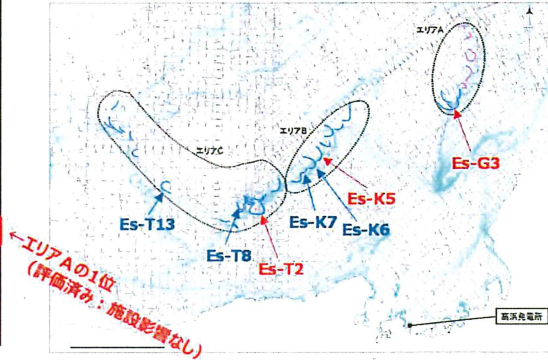 エリアA
エリアB
エリアC
Es-G3
Es-K5
Es-K6
Es-K7
Es-T13
Es-T8
Es-T2
←エリアAの1位
(評価済み：施設影響なし)
高浜発電所